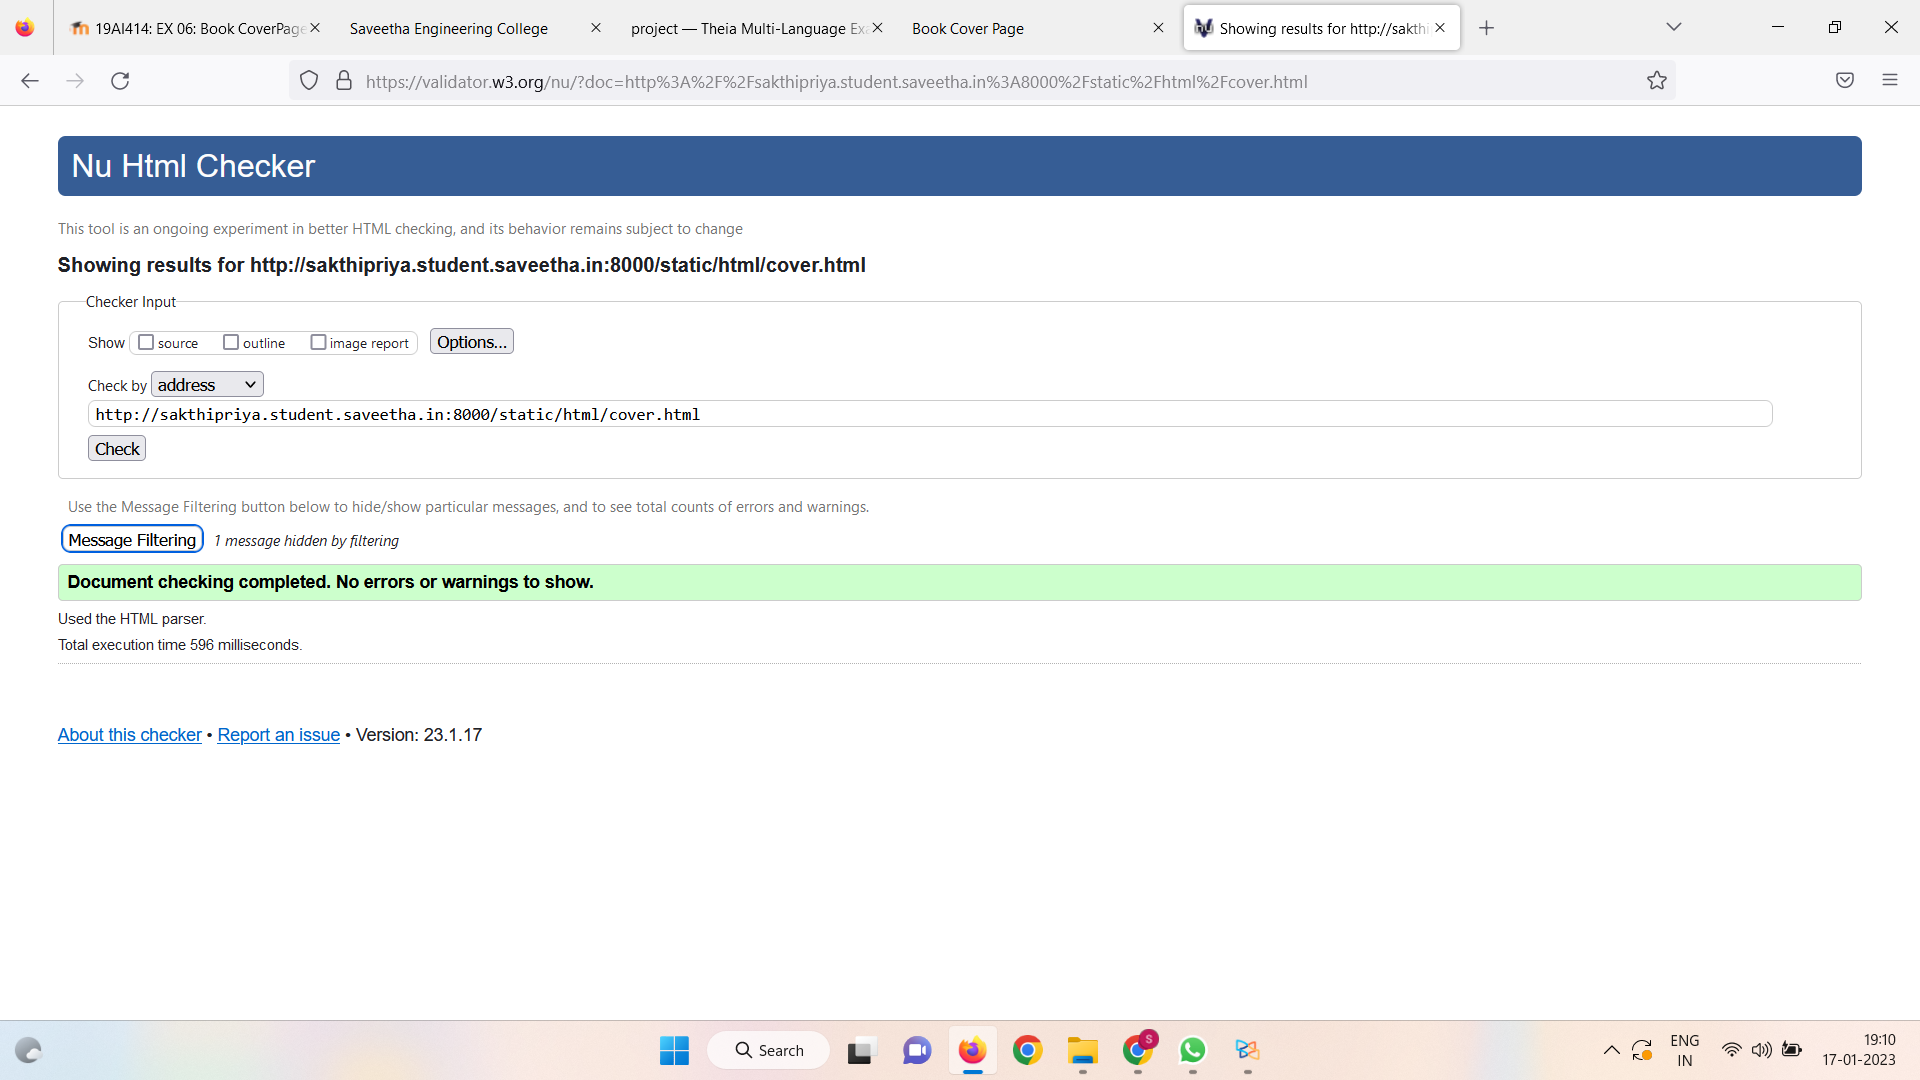 19AI414: EX 06: Book CoverPage
Saveetha Engineering College
project — Theia Multi-Language Exa
Book Cover Page
Showing results for http://sakthi
https://validator.w3.org/nu/?doc=http%3A%2F%2Fsakthipriya.student.saveetha.in%3A8000%2Fstatic%2Fhtml%2Fcover.html
Nu Html Checker
This tool is an ongoing experiment in better HTML checking, and its behavior remains subject to change
Showing results for http://sakthipriya.student.saveetha.in:8000/static/html/cover.html
Checker Input
Show source outline image report Options...
Check by address
http://sakthipriya.student.saveetha.in:8000/static/html/cover.html
Check
Use the Message Filtering button below to hide/show particular messages, and to see total counts of errors and warnings.
Message Filtering 1 message hidden by filtering
Document checking completed. No errors or warnings to show.
Used the HTML parser.
Total execution time 596 milliseconds.
About this checker • Report an issue • Version: 23.1.17
Search
S
ENG
IN
19:10
17-01-2023